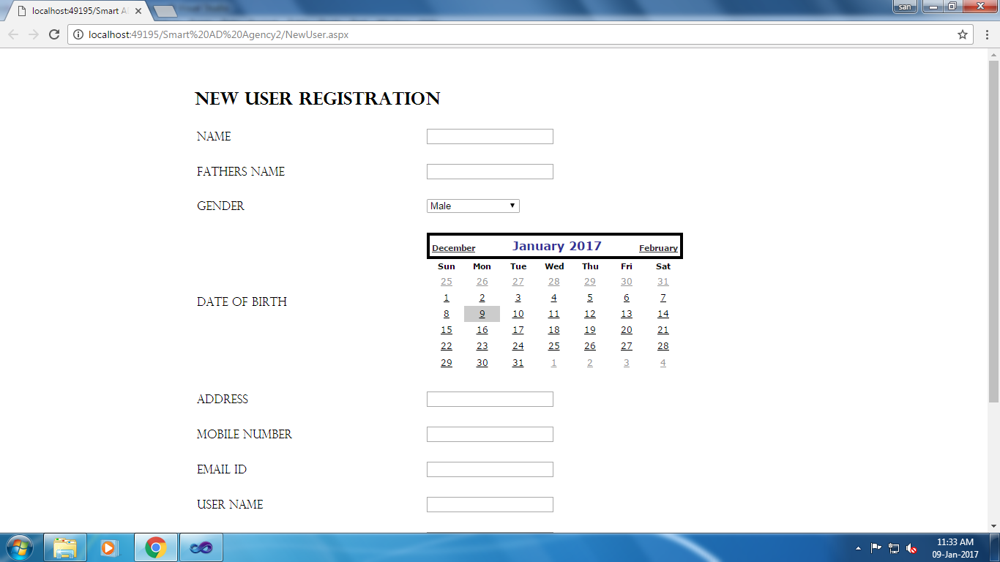 localhost:49195/Smart A
san
localhost:49195/Smart%20AD%20Agency2/NewUser.aspx
NEW USER REGISTRATION
NAME
FATHERS NAME
GENDER Male
December January 2017 February
Sun Mon Tue Wed Thu Fri Sat
25 26 27 28 29 30 31
1 2 3 4 5 6 7
DATE OF BIRTH
8 9 10 11 12 13 14
15 16 17 18 19 20 21
22 23 24 25 26 27 28
29 30 31 1 2 3 4
ADDRESS
MOBILE NUMBER
EMAIL ID
USER NAME
11:33 AM
09-Jan-2017